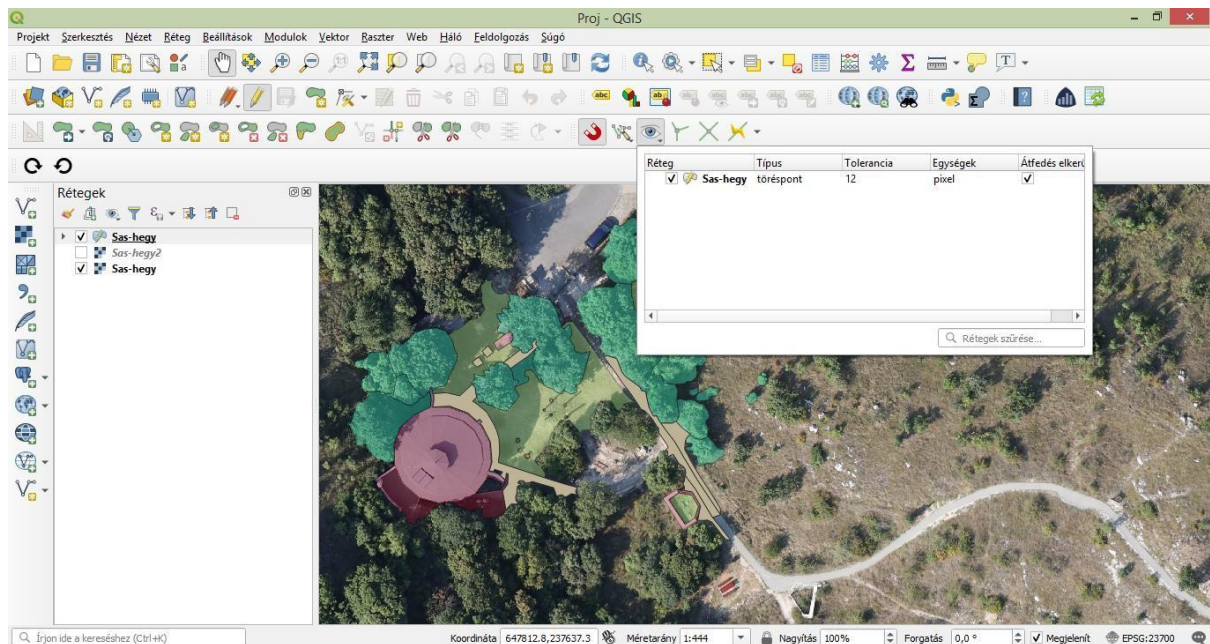 Proj - QGIS
Projekt Szerkesztés Nézet Réteg Beállítások Modulok Vektor Raszter Web Háló Feldolgozás Súgó
Rétegek
Sas-hegy
Sas-hegy2
Sas-hegy
Réteg Típus Tolerancia Egységek Átfedés elkerü
Sas-hegy töréspont 12 pixel
Rétegek szűrése...
Írjon ide a kereséshez (Ctrl+K) Koordináta 647812.8,237637.3 Méretarány 1:444 Nagyítás 100% Forgatás 0,0 ° Megjelenít EPSG:23700